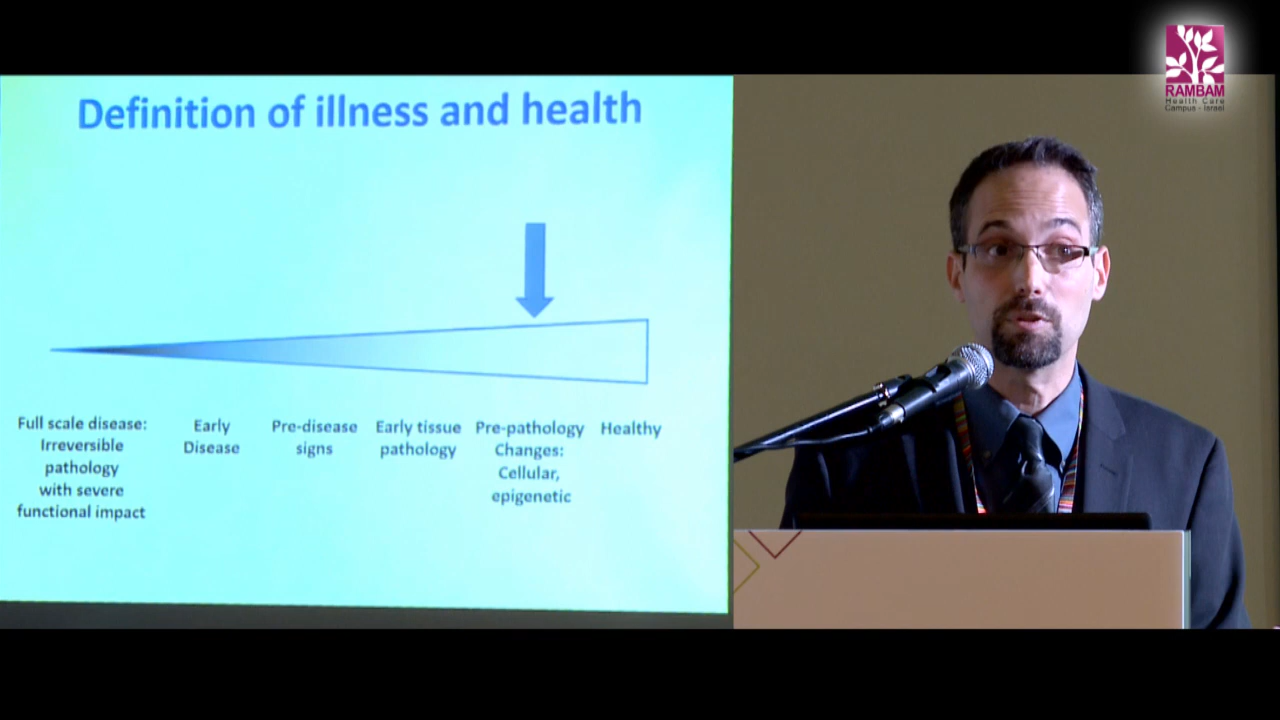 RAMBAM
Health Care
Campus - Israel
Definition of illness and health
Full scale disease:
Irreversible
pathology
with severe
functional impact
Early
Disease
Pre-disease
signs
Early tissue
pathology
Pre-pathology
Changes:
Cellular,
epigenetic
Healthy